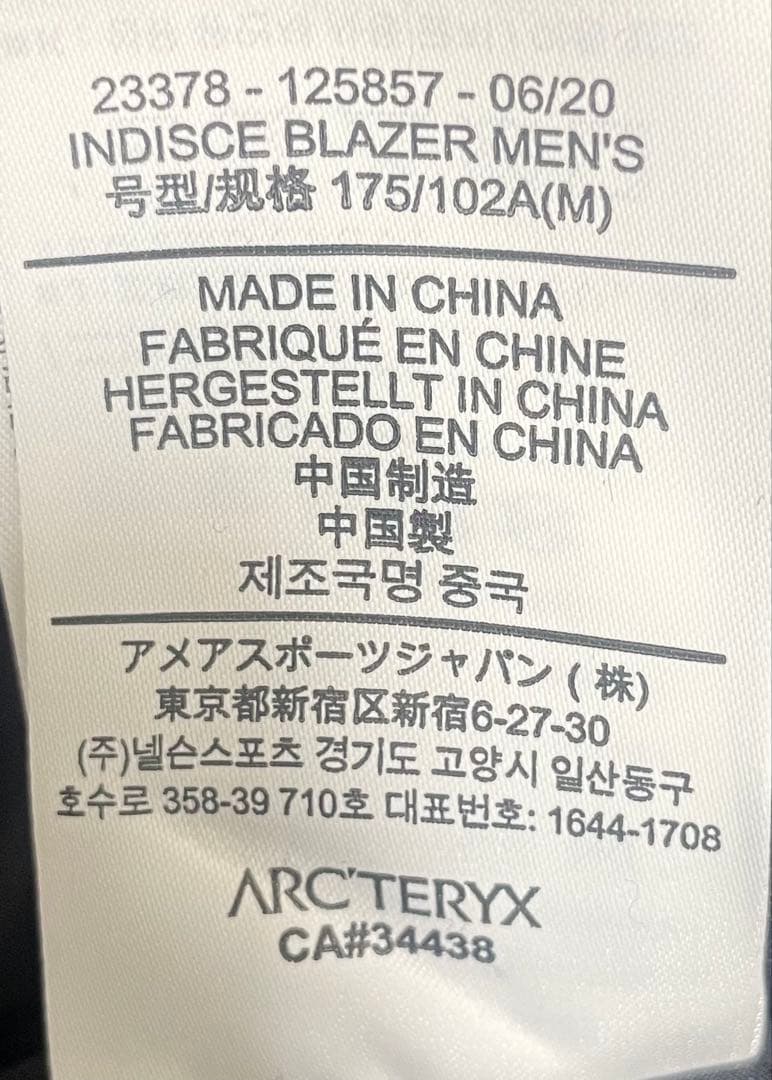 23378 - 125857 - 06/20
INDISCE BLAZER MEN'S
号型/规格 175/102A(M)
MADE IN CHINA
FABRIQUÉ EN CHINE
HERGESTELLT IN CHINA
FABRICADO EN CHINA
中国制造
中国製
제조국명 중국
アメアスポーツジャパン ( 株)
東京都新宿区新宿6-27-30
(주)넬슨스포츠 경기도 고양시 일산동구
호수로 358-39 710호 대표번호: 1644-1708
ARC'TERYX
CA#34438